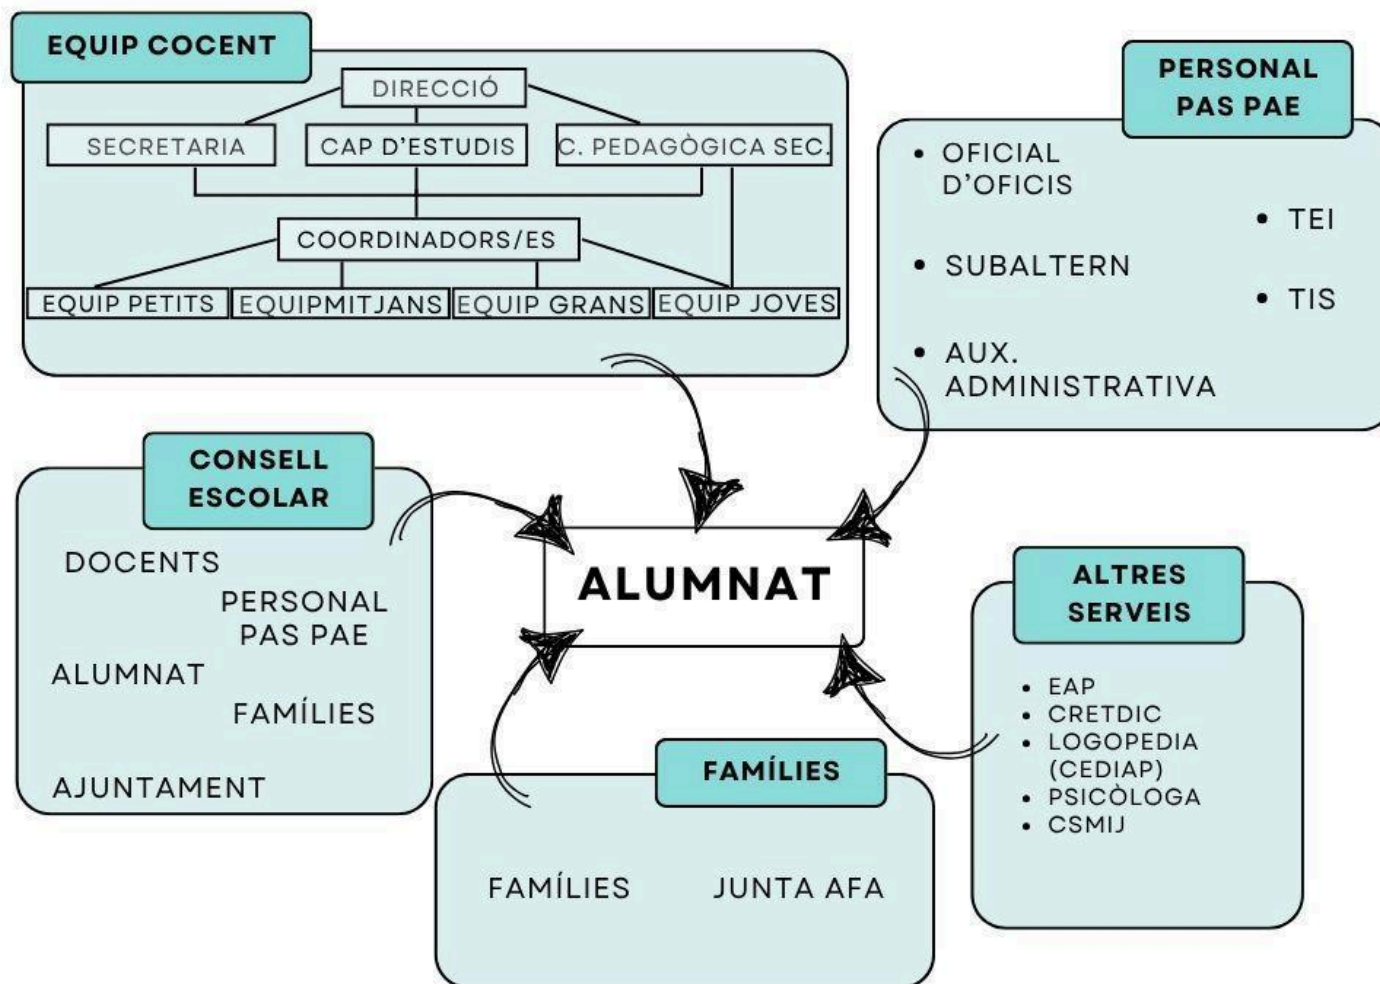 EQUIP COCENT
DIRECCIÓ
SECRETARIA
CAP D'ESTUDIS
C. PEDAGÒGICA SEC.
COORDINADORS/ES
EQUIP PETITS
EQUIPMITJANS
EQUIP GRANS
EQUIP JOVES
PERSONAL
PAS PAE
OFICIAL
D'OFICIS
TEI
SUBALTERN
TIS
AUX.
ADMINISTRATIVA
CONSELL
ESCOLAR
DOCENTS
PERSONAL
PAS PAE
ALUMNAT
FAMÍLIES
AJUNTAMENT
ALUMNAT
ALTRES
SERVEIS
EAP
CRETDIC
LOGOPEDIA
(CEDIAP)
PSICÒLOGA
CSMIJ
FAMÍLIES
FAMÍLIES
JUNTA AFA